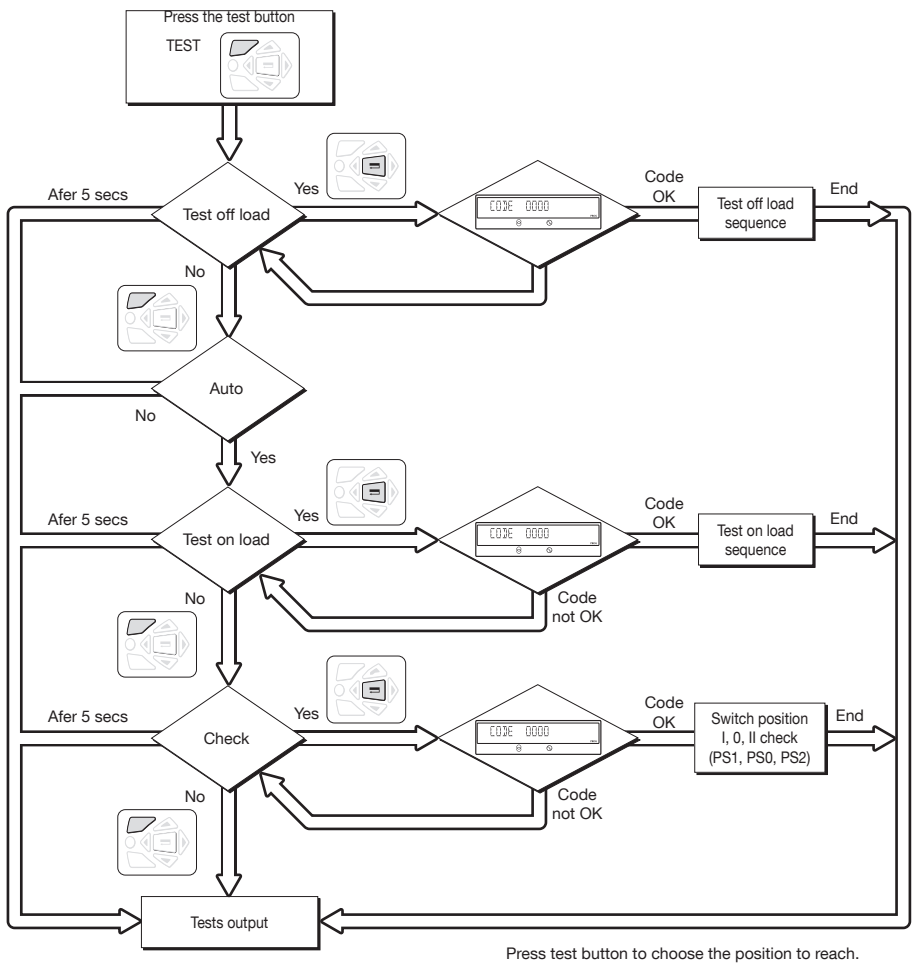 Press the test button
TEST
Afer 5 secs
Test off load
Yes
CODE 0000
Code
OK
Test off load
sequence
End
No
Auto
No
Yes
Afer 5 secs
Test on load
Yes
CODE 0000
Code
OK
Test on load
sequence
End
No
Code
not OK
Afer 5 secs
Check
Yes
CODE 0000
Code
OK
Switch position
I, 0, II check
(PS1, PS0, PS2)
End
No
Code
not OK
Tests output
Press test button to choose the position to reach.